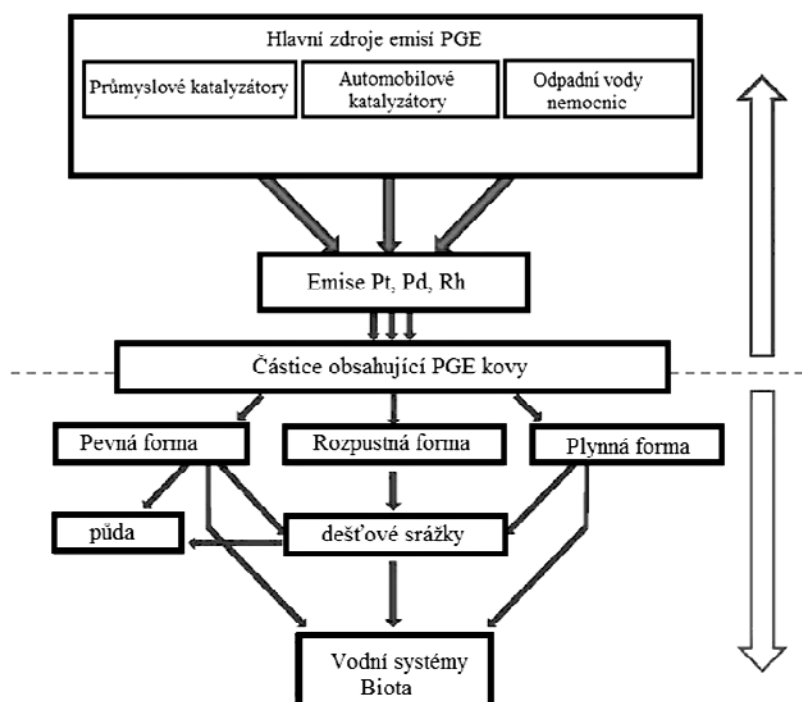 Hlavní zdroje emisí PGE
Průmyslové katalyzátory
Automobilové
katalyzátory
Odpadní vody
nemocnic
Emise Pt, Pd, Rh
Částice obsahující PGE kovy
Pevná forma
Rozpustná forma
Plynná forma
půda
dešťové srážky
Vodní systémy
Biota